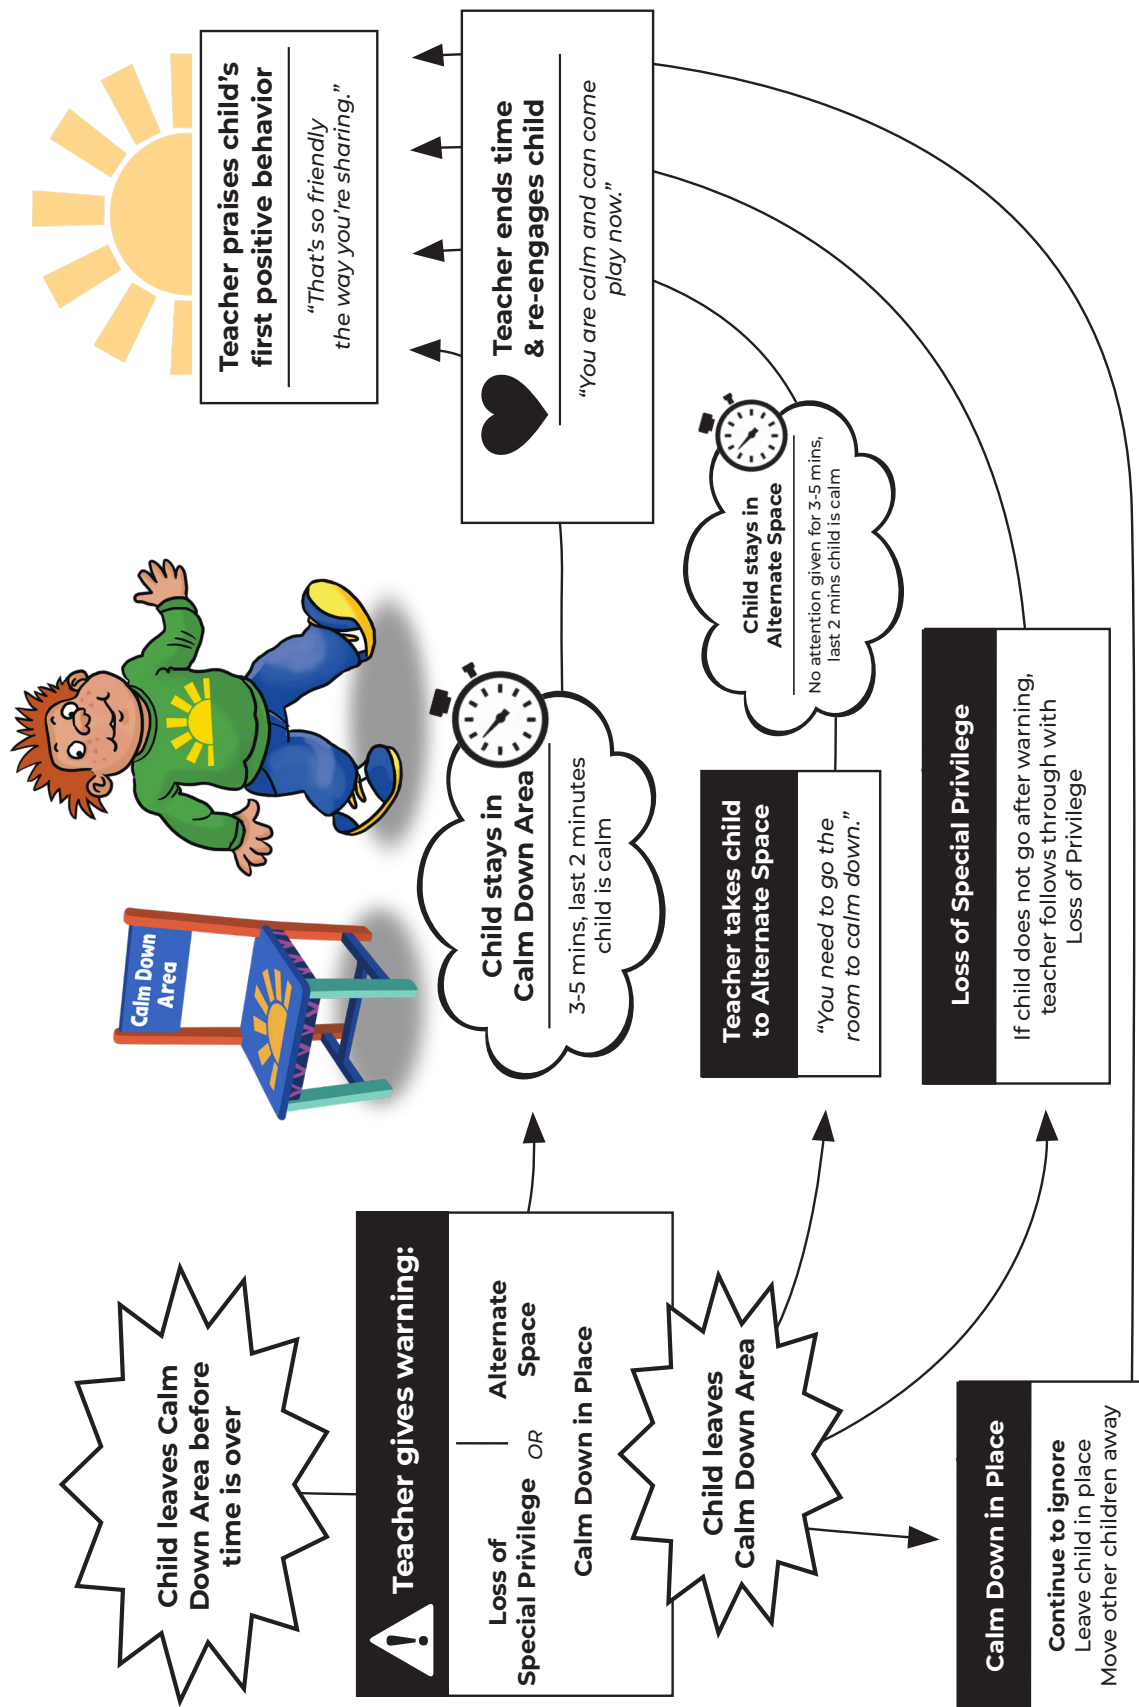 Child leaves Calm
Down Area before
time is over
Teacher gives warning:
Loss of
Special Privilege
OR
Alternate
Space
Calm Down in Place
Child leaves
Calm Down Area
Calm Down in Place
Continue to ignore
Leave child in place
Move other children away
Calm Down
Area
Child stays in
Calm Down Area
3-5 mins, last 2 minutes
child is calm
Teacher takes child
to Alternate Space
“You need to go the
room to calm down.”
Loss of Special Privilege
If child does not go after warning,
teacher follows through with
Loss of Privilege
Child stays in
Alternate Space
No attention given for 3-5 mins,
last 2 mins child is calm
Teacher ends time
& re-engages child
“You are calm and can come
play now.”
Teacher praises child’s
first positive behavior
“That’s so friendly
the way you’re sharing.”